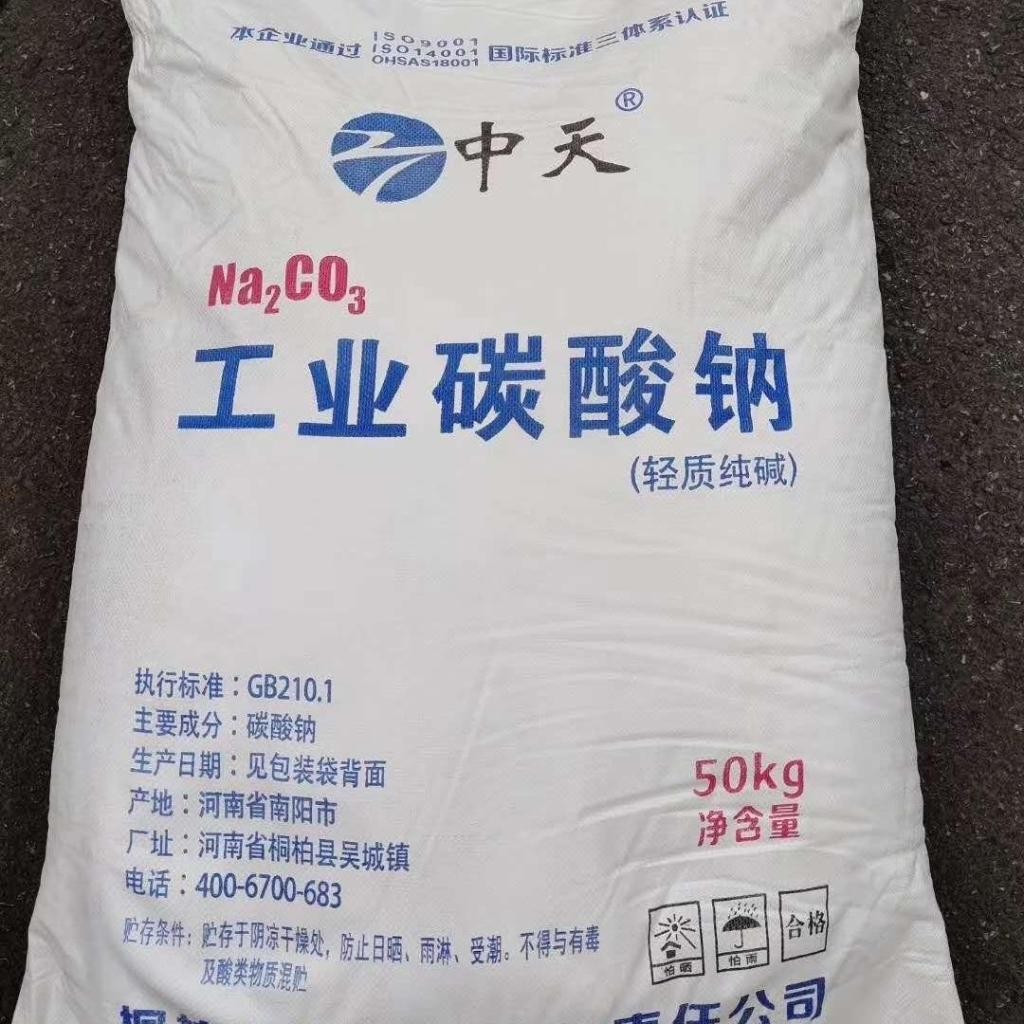 本企业通过 ISO9001 国际标准三体系认证
ISO14001
OHSAS18001
中天®
Na₂CO₃
工业碳酸钠
(轻质纯碱)
执行标准：GB210.1
主要成分：碳酸钠
生产日期：见包装袋背面
产地：河南省南阳市
厂址：河南省桐柏县吴城镇
电话：400-6700-683
50kg
净含量
贮存条件：贮存于阴凉干燥处，防止日晒、雨淋、受潮。不得与有毒
及酸类物质混贮
怕晒
怕雨
合格
责任公司